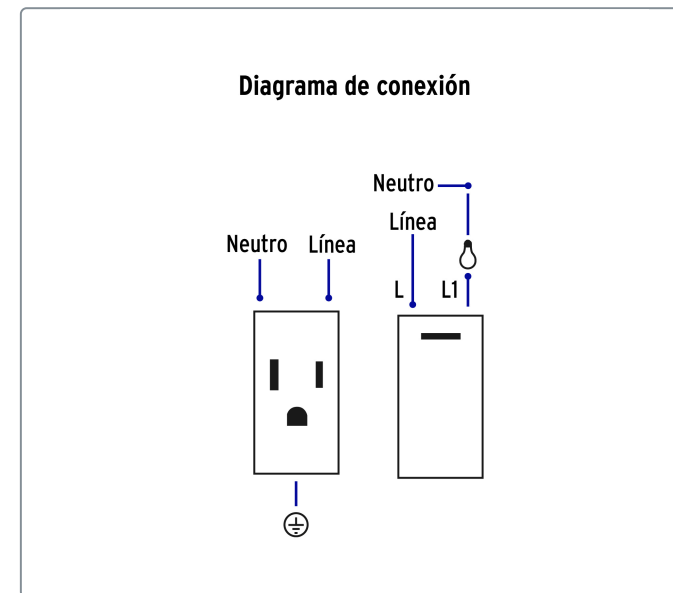 Diagrama de conexión
Neutro
Línea
Neutro Línea
L L1